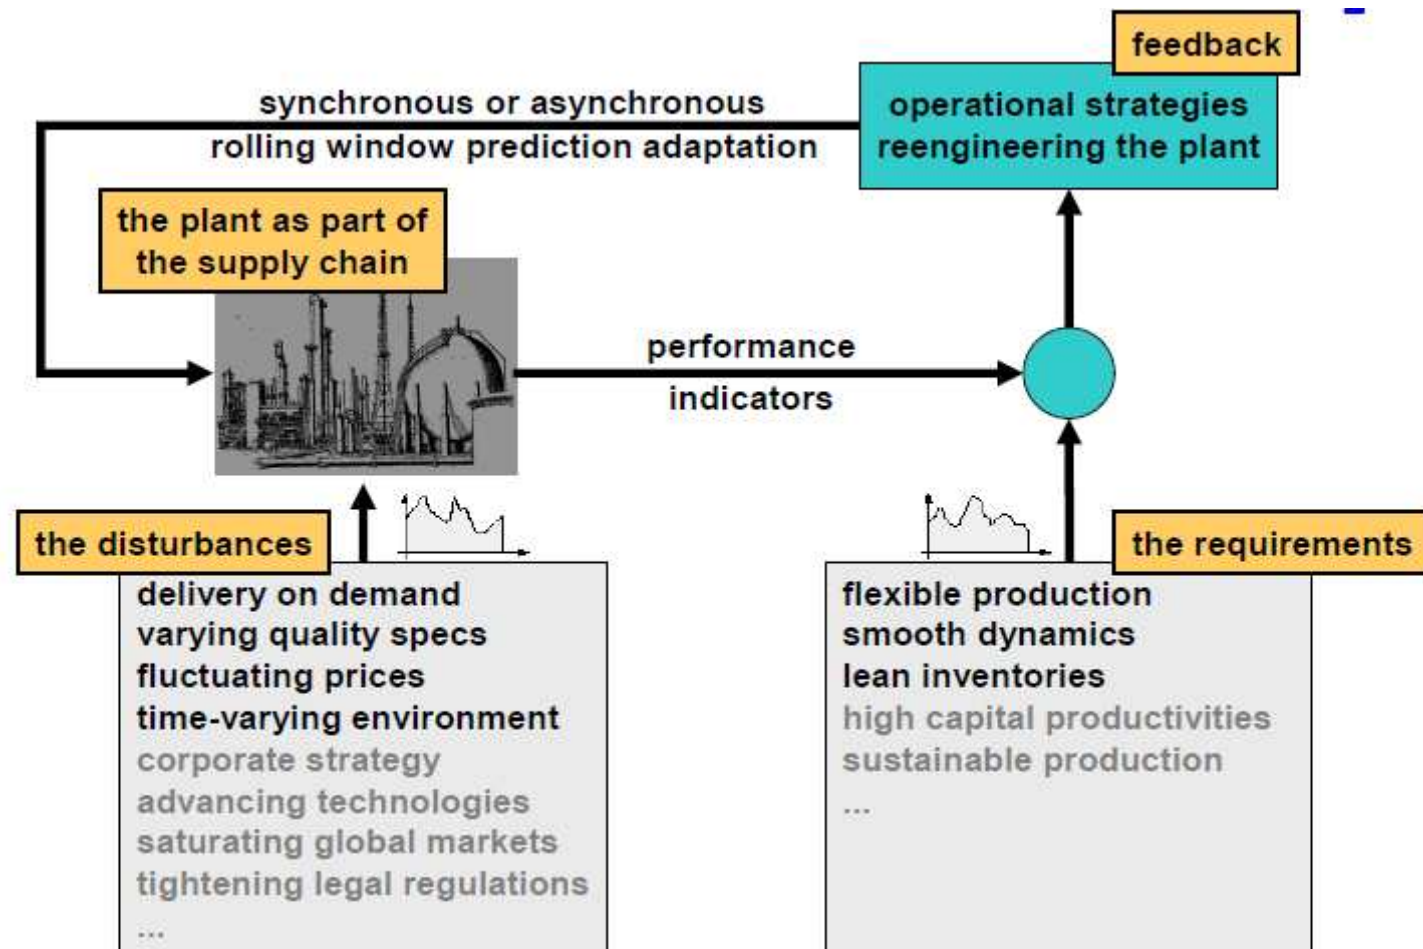 feedback
synchronous or asynchronous
rolling window prediction adaptation
operational strategies
reengineering the plant
the plant as part of
the supply chain
performance
indicators
the disturbances
delivery on demand
varying quality specs
fluctuating prices
time-varying environment
corporate strategy
advancing technologies
saturating global markets
tightening legal regulations
...
the requirements
flexible production
smooth dynamics
lean inventories
high capital productivities
sustainable production
...